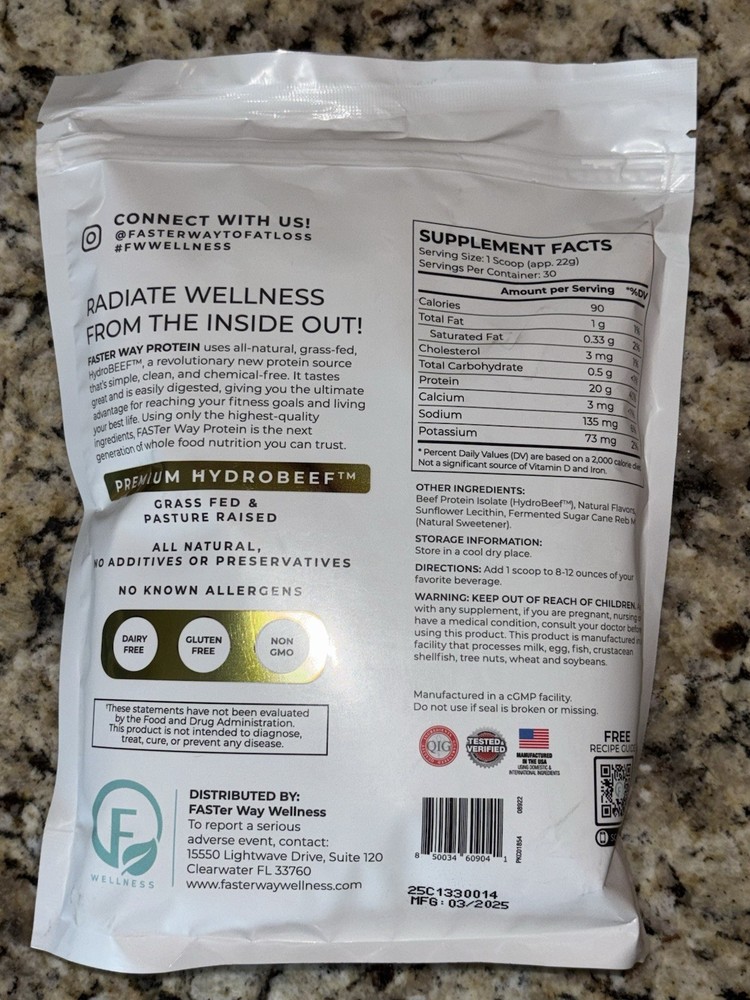 CONNECT WITH US!
@FASTERWAYTOFATLOSS
#FWWELLNESS
RADIATE WELLNESS
FROM THE INSIDE OUT!
FASTER WAY PROTEIN uses all-natural, grass-fed,
HydroBEEF™, a revolutionary new protein source
that's simple, clean, and chemical-free. It tastes
great and is easily digested, giving you the ultimate
advantage for reaching your fitness goals and living
your best life. Using only the highest-quality
ingredients, FASTer Way Protein is the next
generation of whole food nutrition you can trust.
PREMIUM HYDROBEEF™
GRASS FED &
PASTURE RAISED
ALL NATURAL,
NO ADDITIVES OR PRESERVATIVES
NO KNOWN ALLERGENS
DAIRY
FREE
GLUTEN
FREE
NON
GMO
†These statements have not been evaluated
by the Food and Drug Administration.
This product is not intended to diagnose,
treat, cure, or prevent any disease.
F
WELLNESS
DISTRIBUTED BY:
FASTer Way Wellness
To report a serious
adverse event, contact:
15550 Lightwave Drive, Suite 120
Clearwater FL 33760
www.fasterwaywellness.com
SUPPLEMENT FACTS
Serving Size: 1 Scoop (app. 22g)
Servings Per Container: 30
Amount per Serving *%DV
Calories 90
Total Fat 1 g 1%
Saturated Fat 0.33 g 2%
Cholesterol 3 mg 1%
Total Carbohydrate 0.5 g
Protein 20 g
Calcium 3 mg
Sodium 135 mg 6%
Potassium 73 mg 2%
* Percent Daily Values (DV) are based on a 2,000 calorie diet.
Not a significant source of Vitamin D and Iron.
OTHER INGREDIENTS:
Beef Protein Isolate (HydroBeef™), Natural Flavors,
Sunflower Lecithin, Fermented Sugar Cane Reb M
(Natural Sweetener).
STORAGE INFORMATION:
Store in a cool dry place.
DIRECTIONS: Add 1 scoop to 8-12 ounces of your
favorite beverage.
WARNING: KEEP OUT OF REACH OF CHILDREN.
with any supplement, if you are pregnant, nursing
have a medical condition, consult your doctor before
using this product. This product is manufactured in
facility that processes milk, egg, fish, crustacean
shellfish, tree nuts, wheat and soybeans.
Manufactured in a cGMP facility.
Do not use if seal is broken or missing.
QIG
TESTED &
VERIFIED
MANUFACTURED
IN THE USA
USING DOMESTIC &
INTERNATIONAL INGREDIENTS
FREE
RECIPE GUIDE
8 50034 60904 1
PKG01854
08922
25C1330014
MFG: 03/2025